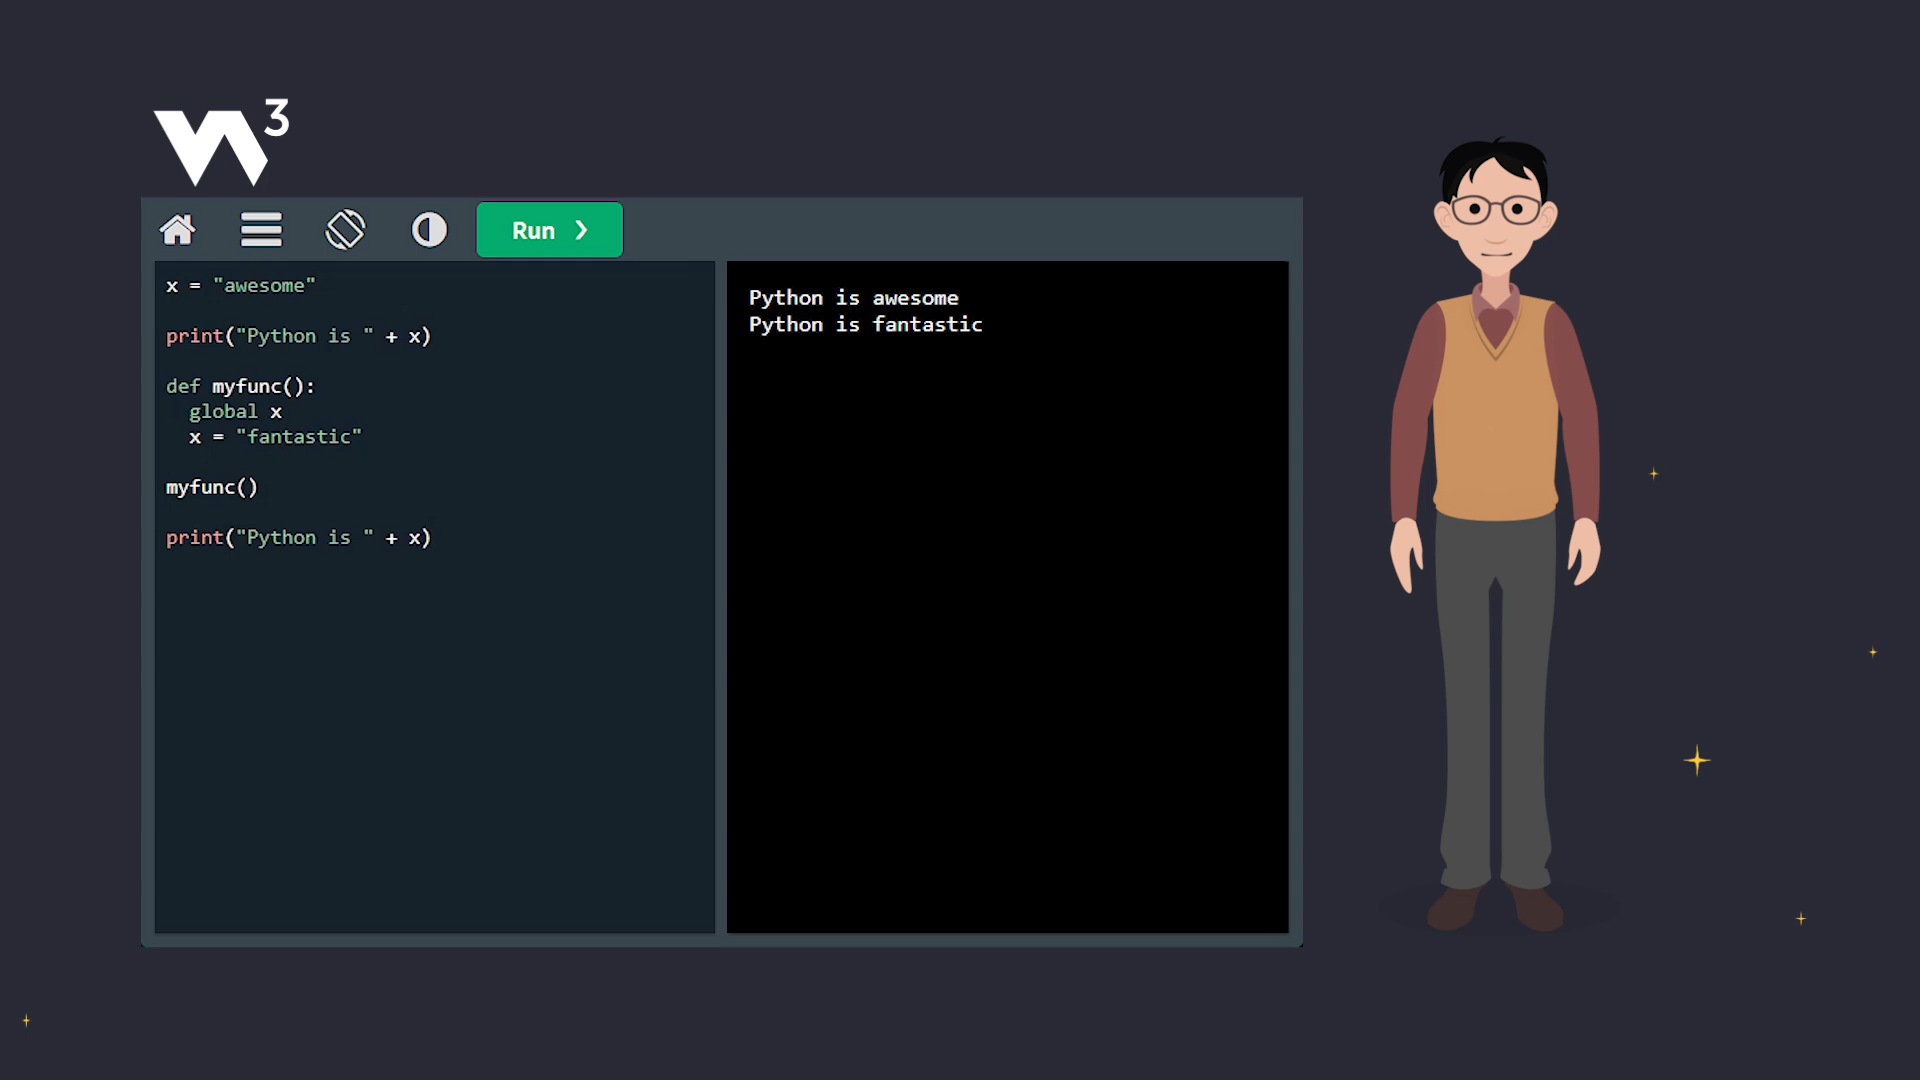 W3
Run ❯
x = "awesome"
print("Python is " + x)
def myfunc():
  global x
  x = "fantastic"
myfunc()
print("Python is " + x)
Python is awesome
Python is fantastic